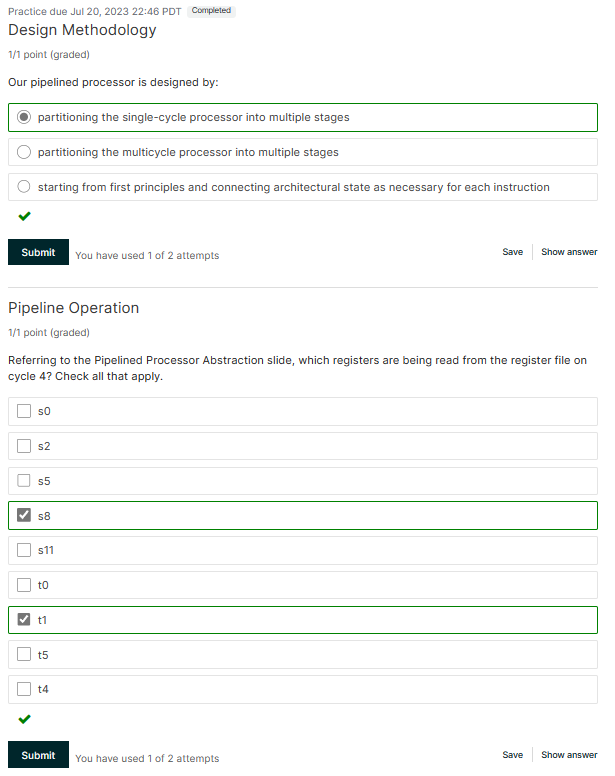 Practice due Jul 20, 2023 22:46 PDT Completed
Design Methodology
1/1 point (graded)
Our pipelined processor is designed by:
partitioning the single-cycle processor into multiple stages
partitioning the multicycle processor into multiple stages
starting from first principles and connecting architectural state as necessary for each instruction
Submit You have used 1 of 2 attempts Save Show answer
Pipeline Operation
1/1 point (graded)
Referring to the Pipelined Processor Abstraction slide, which registers are being read from the register file on
cycle 4? Check all that apply.
s0
s2
s5
s8
s11
t0
t1
t5
t4
Submit You have used 1 of 2 attempts Save Show answer